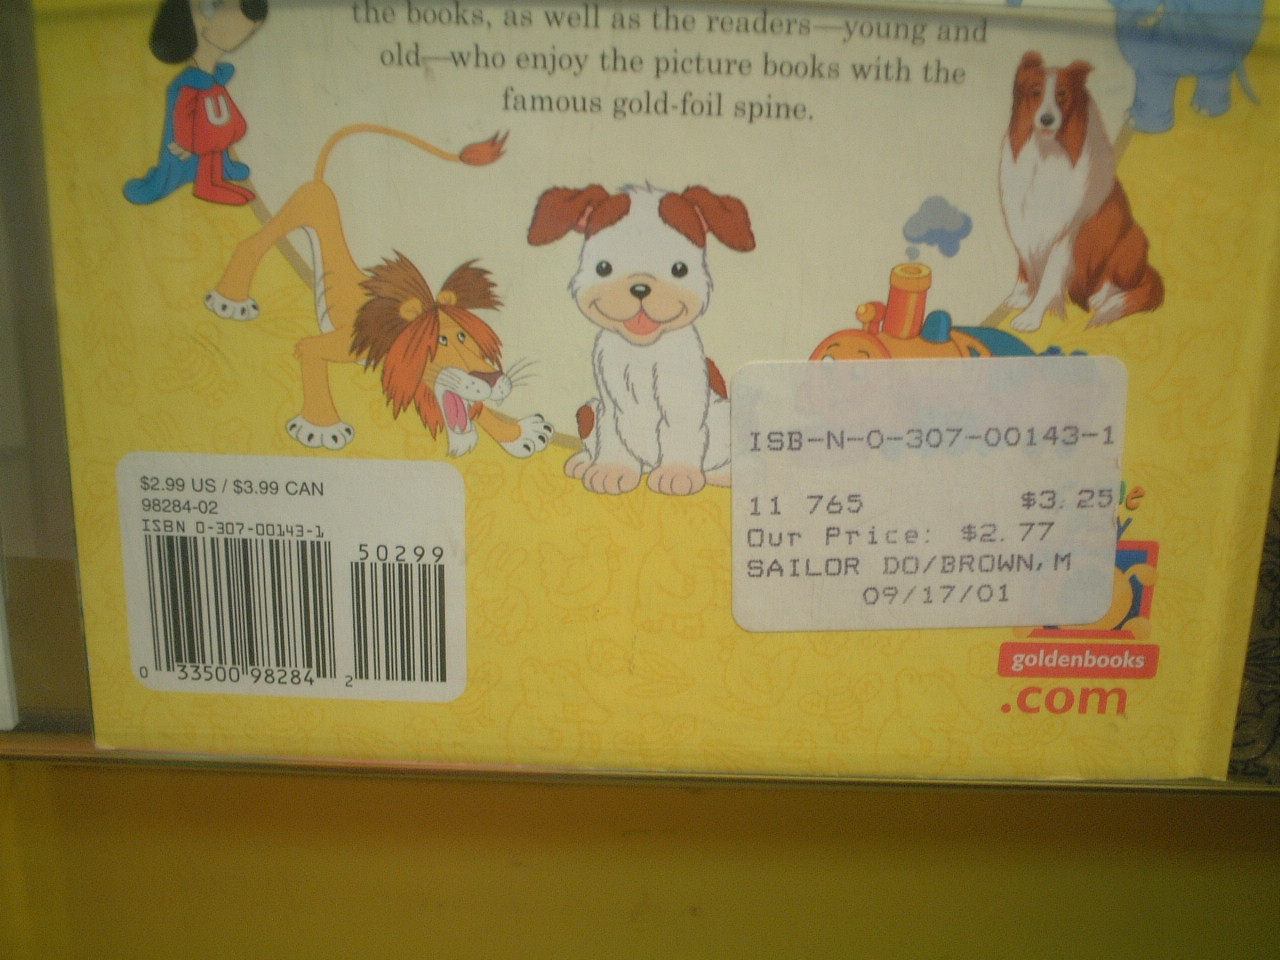 the books, as well as the readers—young and
old—who enjoy the picture books with the
famous gold-foil spine.
U
$2.99 US / $3.99 CAN
98284-02
ISBN 0-307-00143-1
50299
0 33500 98284 2
ISB-N-0-307-00143-1
11 765 $3.25
Our Price: $2.77
SAILOR DO/BROWN,M
09/17/01
goldenbooks
.com